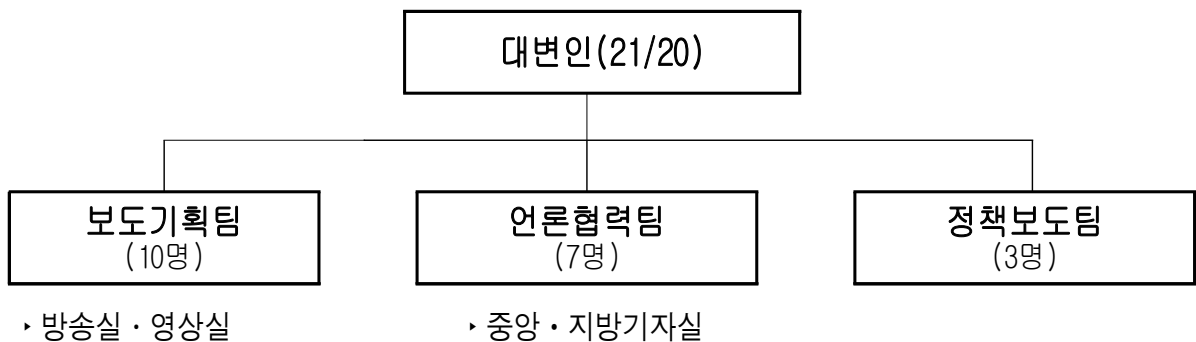 대변인(21/20)
보도기획팀
(10명)
언론협력팀
(7명)
정책보도팀
(3명)
‣ 방송실·영상실
‣ 중앙·지방기자실